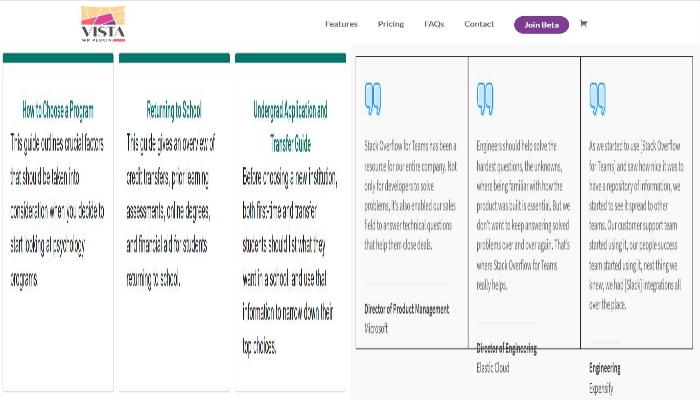 VISTA
WP PLUGIN
Features Pricing FAQs Contact Join Beta
How to Choose a Program
This guide outlines crucial factors
that should be taken into
consideration when you decide to
start looking at psychology
programs.
Returning to School
This guide gives an overview of
credit transfers, prior learning
assessments, online degrees,
and financial aid for students
returning to school.
Undergrad Application and
Transfer Guide
Before choosing a new institution,
both first-time and transfer
students should list what they
want in a school, and use that
information to narrow down their
top choices.
Stack Overflow for Teams has been a
resource for our entire company. Not
only for developers to solve
problems, it's also enabled our sales
field to answer technical questions
that help them close deals.
Director of Product Management
Microsoft
Engineers should help solve the
hardest questions, the unknowns,
where being familiar with how the
product was built is essential. But we
don't want to keep answering solved
problems over and over again. That's
where Stack Overflow for Teams
really helps.
Director of Engineering
Elastic Cloud
As we started to use [Stack Overflow
for Teams] and saw how nice it was to
have a repository of information, we
started to see it spread to other
teams. Our customer support team
started using it, our people success
team started using it, next thing we
knew, we had [Slack] integrations all
over the place.
Engineering
Expensify